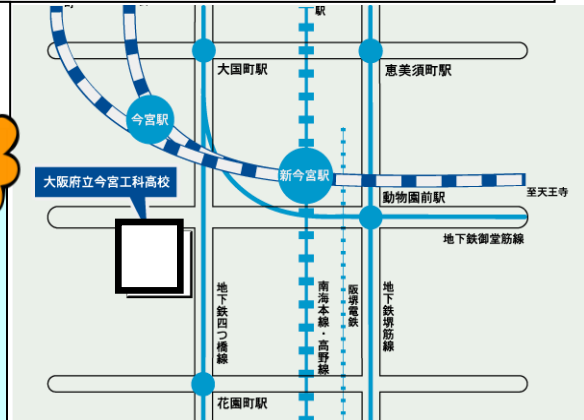 駅
大国町駅
恵美須町駅
今宮駅
新今宮駅
大阪府立今宮工科高校
至天王寺
動物園前駅
地下鉄御堂筋線
地下鉄四つ橋線
南海本線・高野線
阪堺電鉄
地下鉄堺筋線
花園町駅